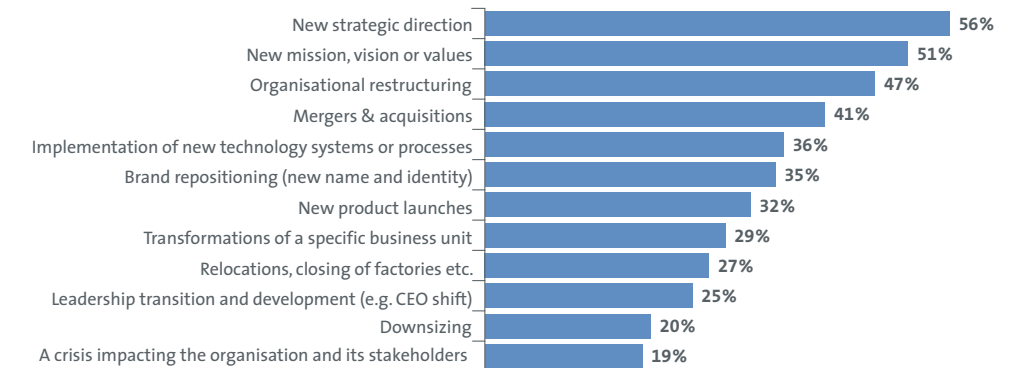 New strategic direction 56%
New mission, vision or values 51%
Organisational restructuring 47%
Mergers & acquisitions 41%
Implementation of new technology systems or processes 36%
Brand repositioning (new name and identity) 35%
New product launches 32%
Transformations of a specific business unit 29%
Relocations, closing of factories etc. 27%
Leadership transition and development (e.g. CEO shift) 25%
Downsizing 20%
A crisis impacting the organisation and its stakeholders 19%